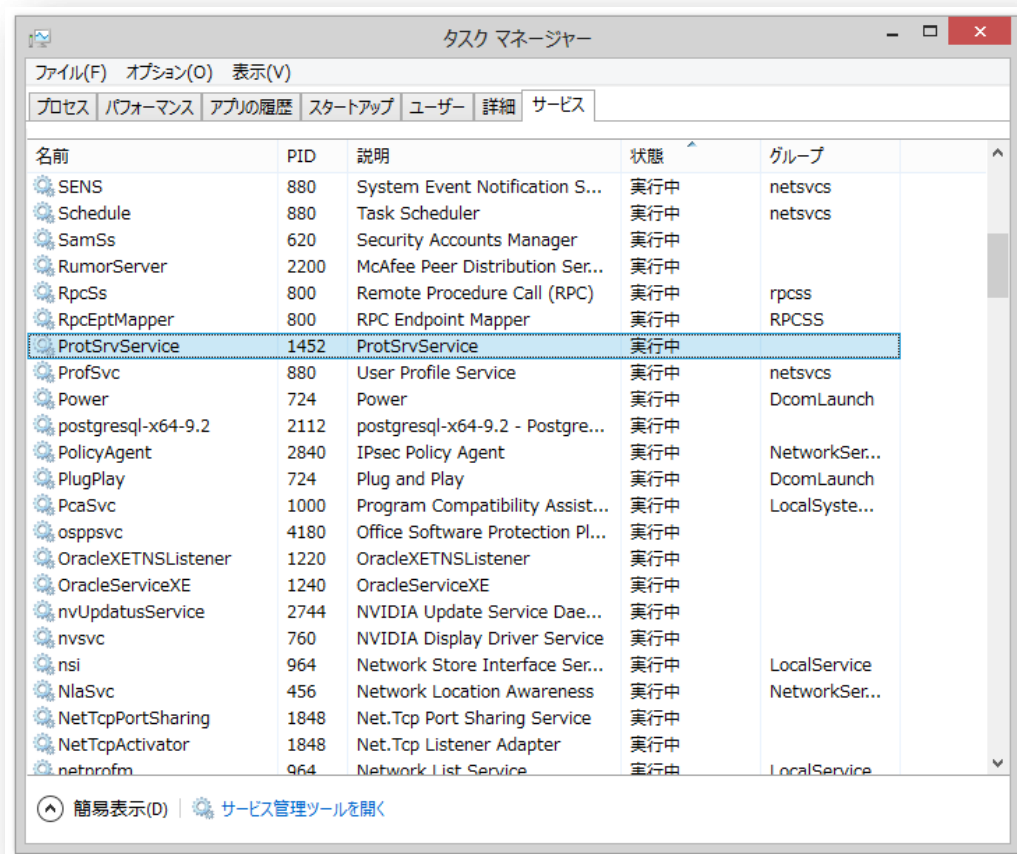 タスク マネージャー
ファイル(F) オプション(O) 表示(V)
プロセス パフォーマンス アプリの履歴 スタートアップ ユーザー 詳細 サービス
名前 PID 説明 状態 グループ
SENS 880 System Event Notification S... 実行中 netsvcs
Schedule 880 Task Scheduler 実行中 netsvcs
SamSs 620 Security Accounts Manager 実行中
RumorServer 2200 McAfee Peer Distribution Ser... 実行中
RpcSs 800 Remote Procedure Call (RPC) 実行中 rpcss
RpcEptMapper 800 RPC Endpoint Mapper 実行中 RPCSS
ProtSrvService 1452 ProtSrvService 実行中
ProfSvc 880 User Profile Service 実行中 netsvcs
Power 724 Power 実行中 DcomLaunch
postgresql-x64-9.2 2112 postgresql-x64-9.2 - Postgre... 実行中
PolicyAgent 2840 IPsec Policy Agent 実行中 NetworkSer...
PlugPlay 724 Plug and Play 実行中 DcomLaunch
PcaSvc 1000 Program Compatibility Assist... 実行中 LocalSyste...
osppsvc 4180 Office Software Protection Pl... 実行中
OracleXETNSListener 1220 OracleXETNSListener 実行中
OracleServiceXE 1240 OracleServiceXE 実行中
nvUpdatusService 2744 NVIDIA Update Service Dae... 実行中
nvsvc 760 NVIDIA Display Driver Service 実行中
nsi 964 Network Store Interface Ser... 実行中 LocalService
NlaSvc 456 Network Location Awareness 実行中 NetworkSer...
NetTcpPortSharing 1848 Net.Tcp Port Sharing Service 実行中
NetTcpActivator 1848 Net.Tcp Listener Adapter 実行中
netprofm 964 Network List Service 実行中 LocalService
簡易表示(D) サービス管理ツールを開く